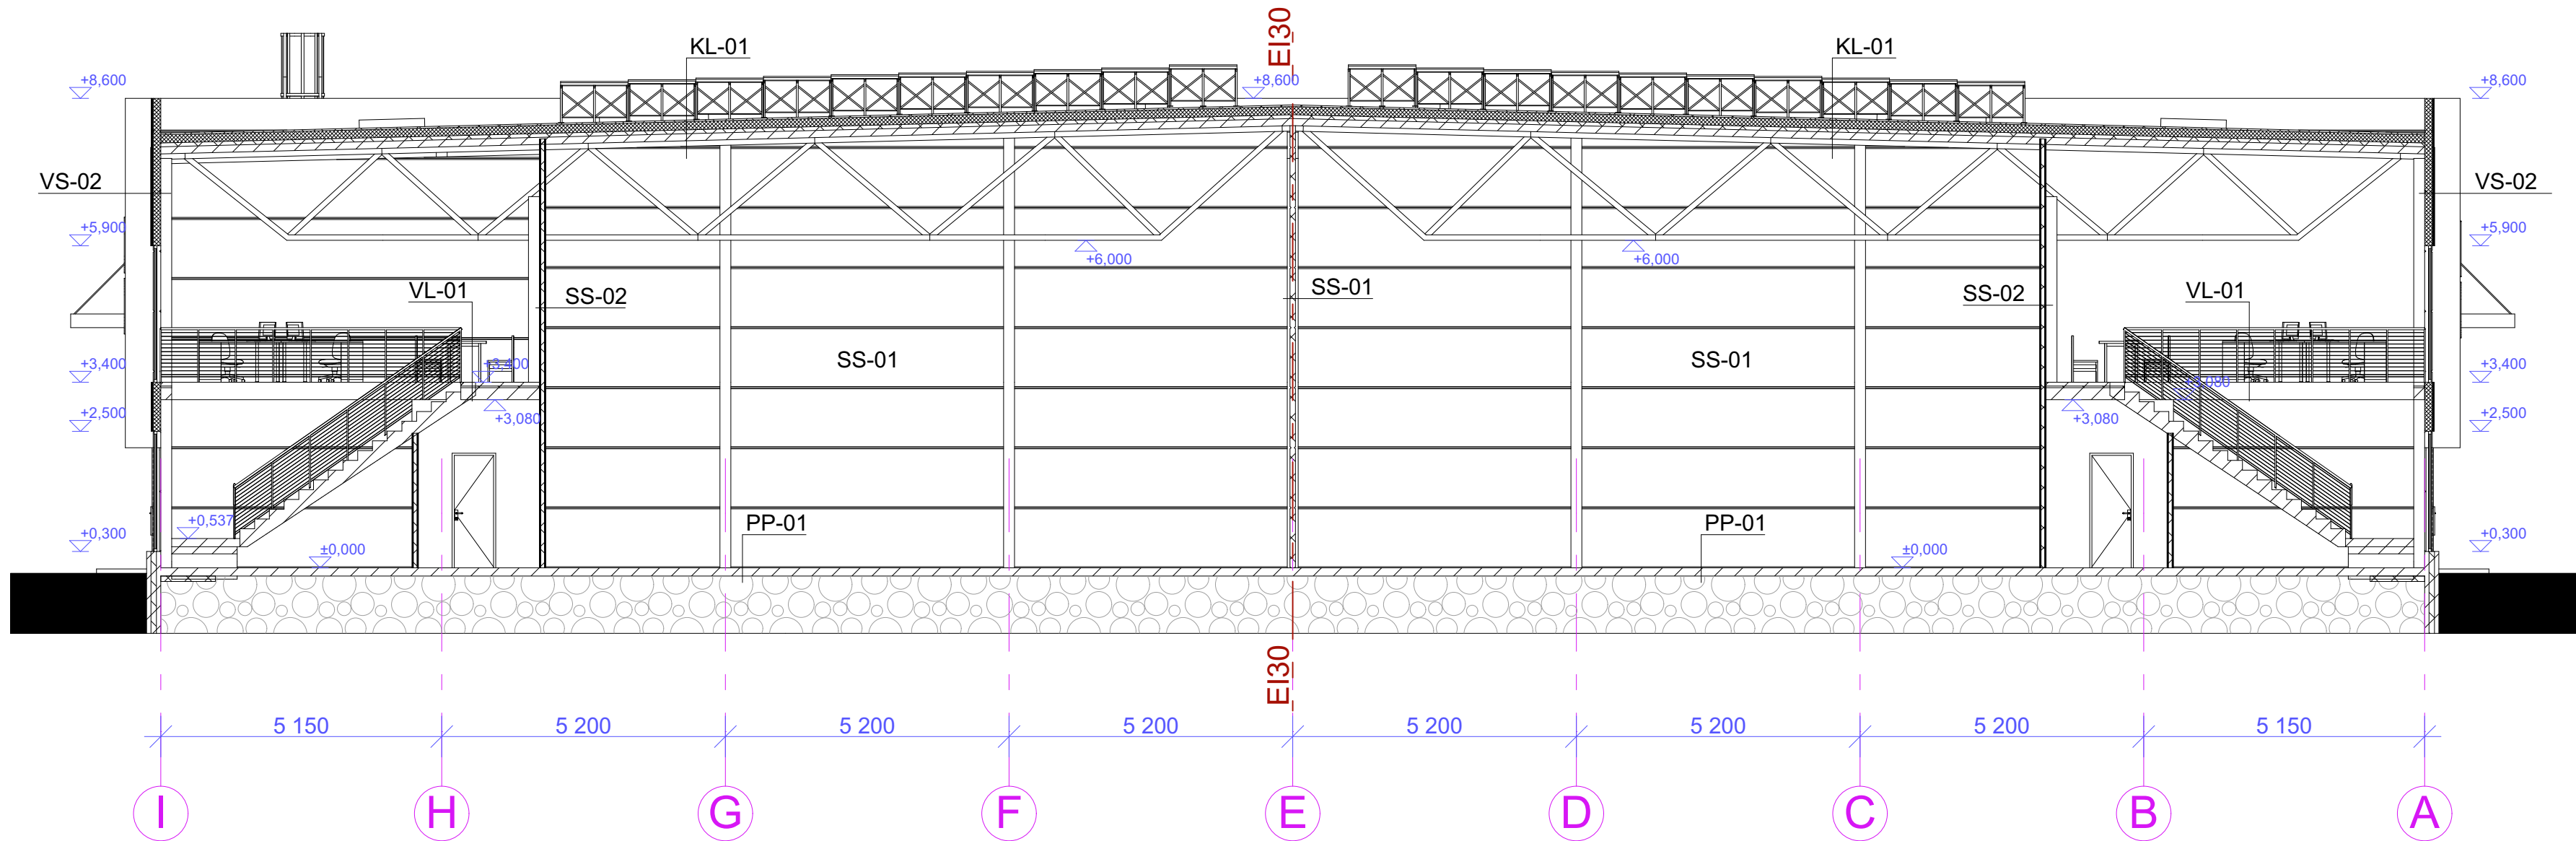 EI30
KL-01
KL-01
+8,600
+8,600
+8,600
VS-02
VS-02
+5,900
+5,900
+6,000
+6,000
VL-01
SS-02
SS-01
SS-02
VL-01
+3,400
+3,400
SS-01
SS-01
+3,400
+3,080
+2,500
+3,080
+3,080
+2,500
+0,300
+0,537
±0,000
PP-01
PP-01
±0,000
+0,300
EI30
5 150
5 200
5 200
5 200
5 200
5 200
5 200
5 150
I
H
G
F
E
D
C
B
A